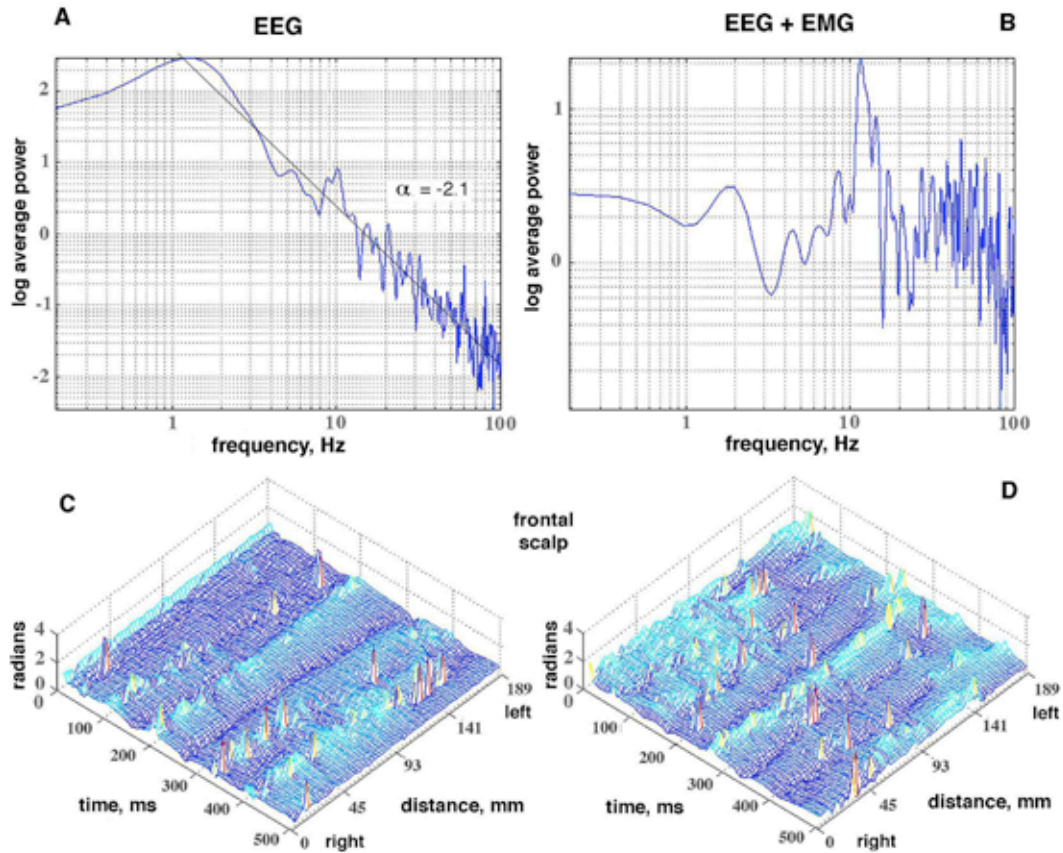 A
EEG
EEG + EMG
B
log average power
2
1
0
-1
-2
α = -2.1
1
10
100
frequency, Hz
log average power
1
0
1
10
100
frequency, Hz
C
frontal
scalp
D
radians
4
2
0
0
100
200
300
400
500
time, ms
0
45
93
141
189
distance, mm
left
right
radians
4
2
0
0
100
200
300
400
500
time, ms
0
45
93
141
189
distance, mm
left
right